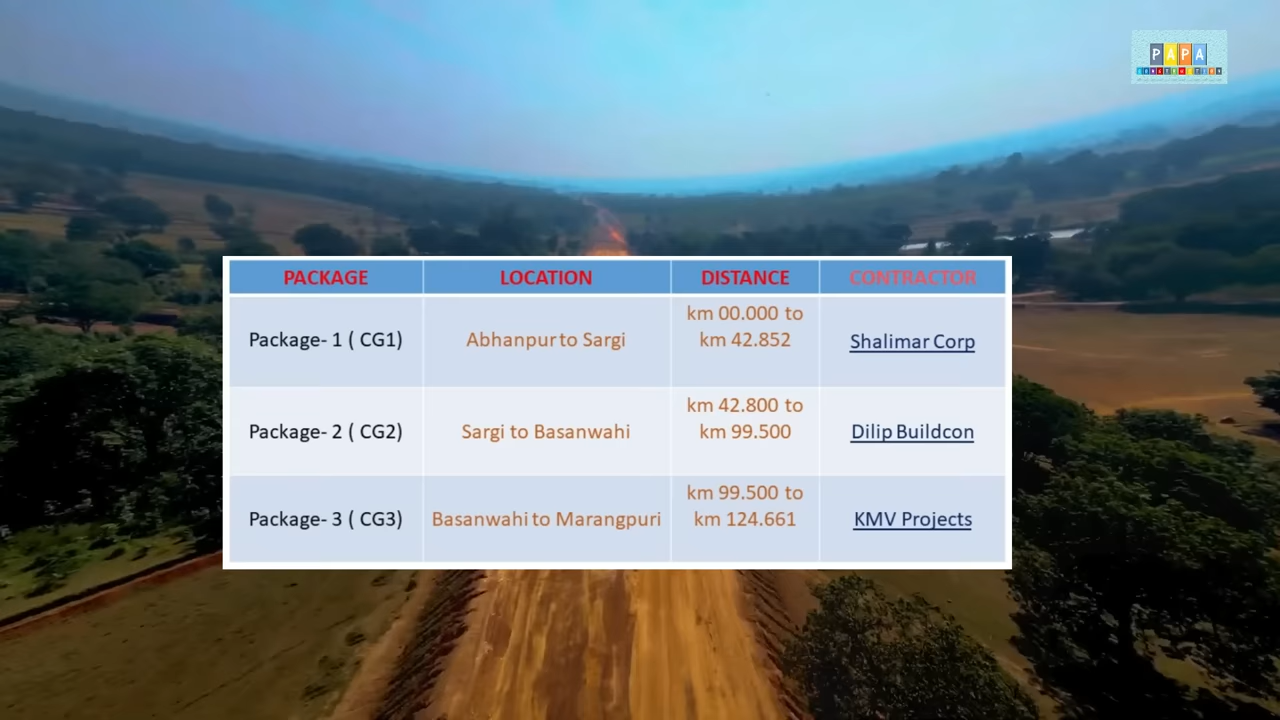 PAPA
CONSTRUCTION
PACKAGE LOCATION DISTANCE CONTRACTOR
Package- 1 ( CG1) Abhanpur to Sargi km 00.000 to km 42.852 Shalimar Corp
Package- 2 ( CG2) Sargi to Basanwahi km 42.800 to km 99.500 Dilip Buildcon
Package- 3 ( CG3) Basanwahi to Marangpuri km 99.500 to km 124.661 KMV Projects